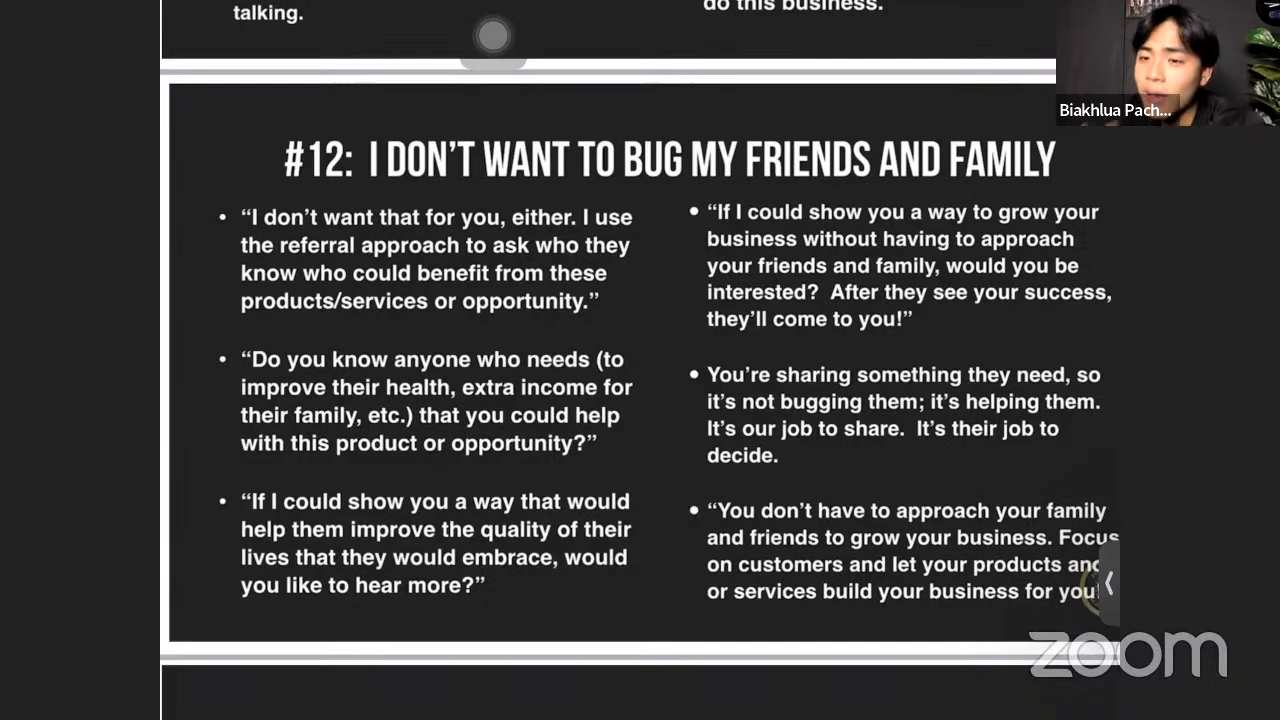 talking.
do this business.
Biakhlua Pach...
#12: I DON'T WANT TO BUG MY FRIENDS AND FAMILY
• “I don’t want that for you, either. I use
the referral approach to ask who they
know who could benefit from these
products/services or opportunity.”
• “Do you know anyone who needs (to
improve their health, extra income for
their family, etc.) that you could help
with this product or opportunity?”
• “If I could show you a way that would
help them improve the quality of their
lives that they would embrace, would
you like to hear more?”
• “If I could show you a way to grow your
business without having to approach
your friends and family, would you be
interested?  After they see your success,
they’ll come to you!”
• You’re sharing something they need, so
it’s not bugging them; it’s helping them.
It’s our job to share.  It’s their job to
decide.
• “You don’t have to approach your family
and friends to grow your business. Focus
on customers and let your products and
or services build your business for you!
zoom